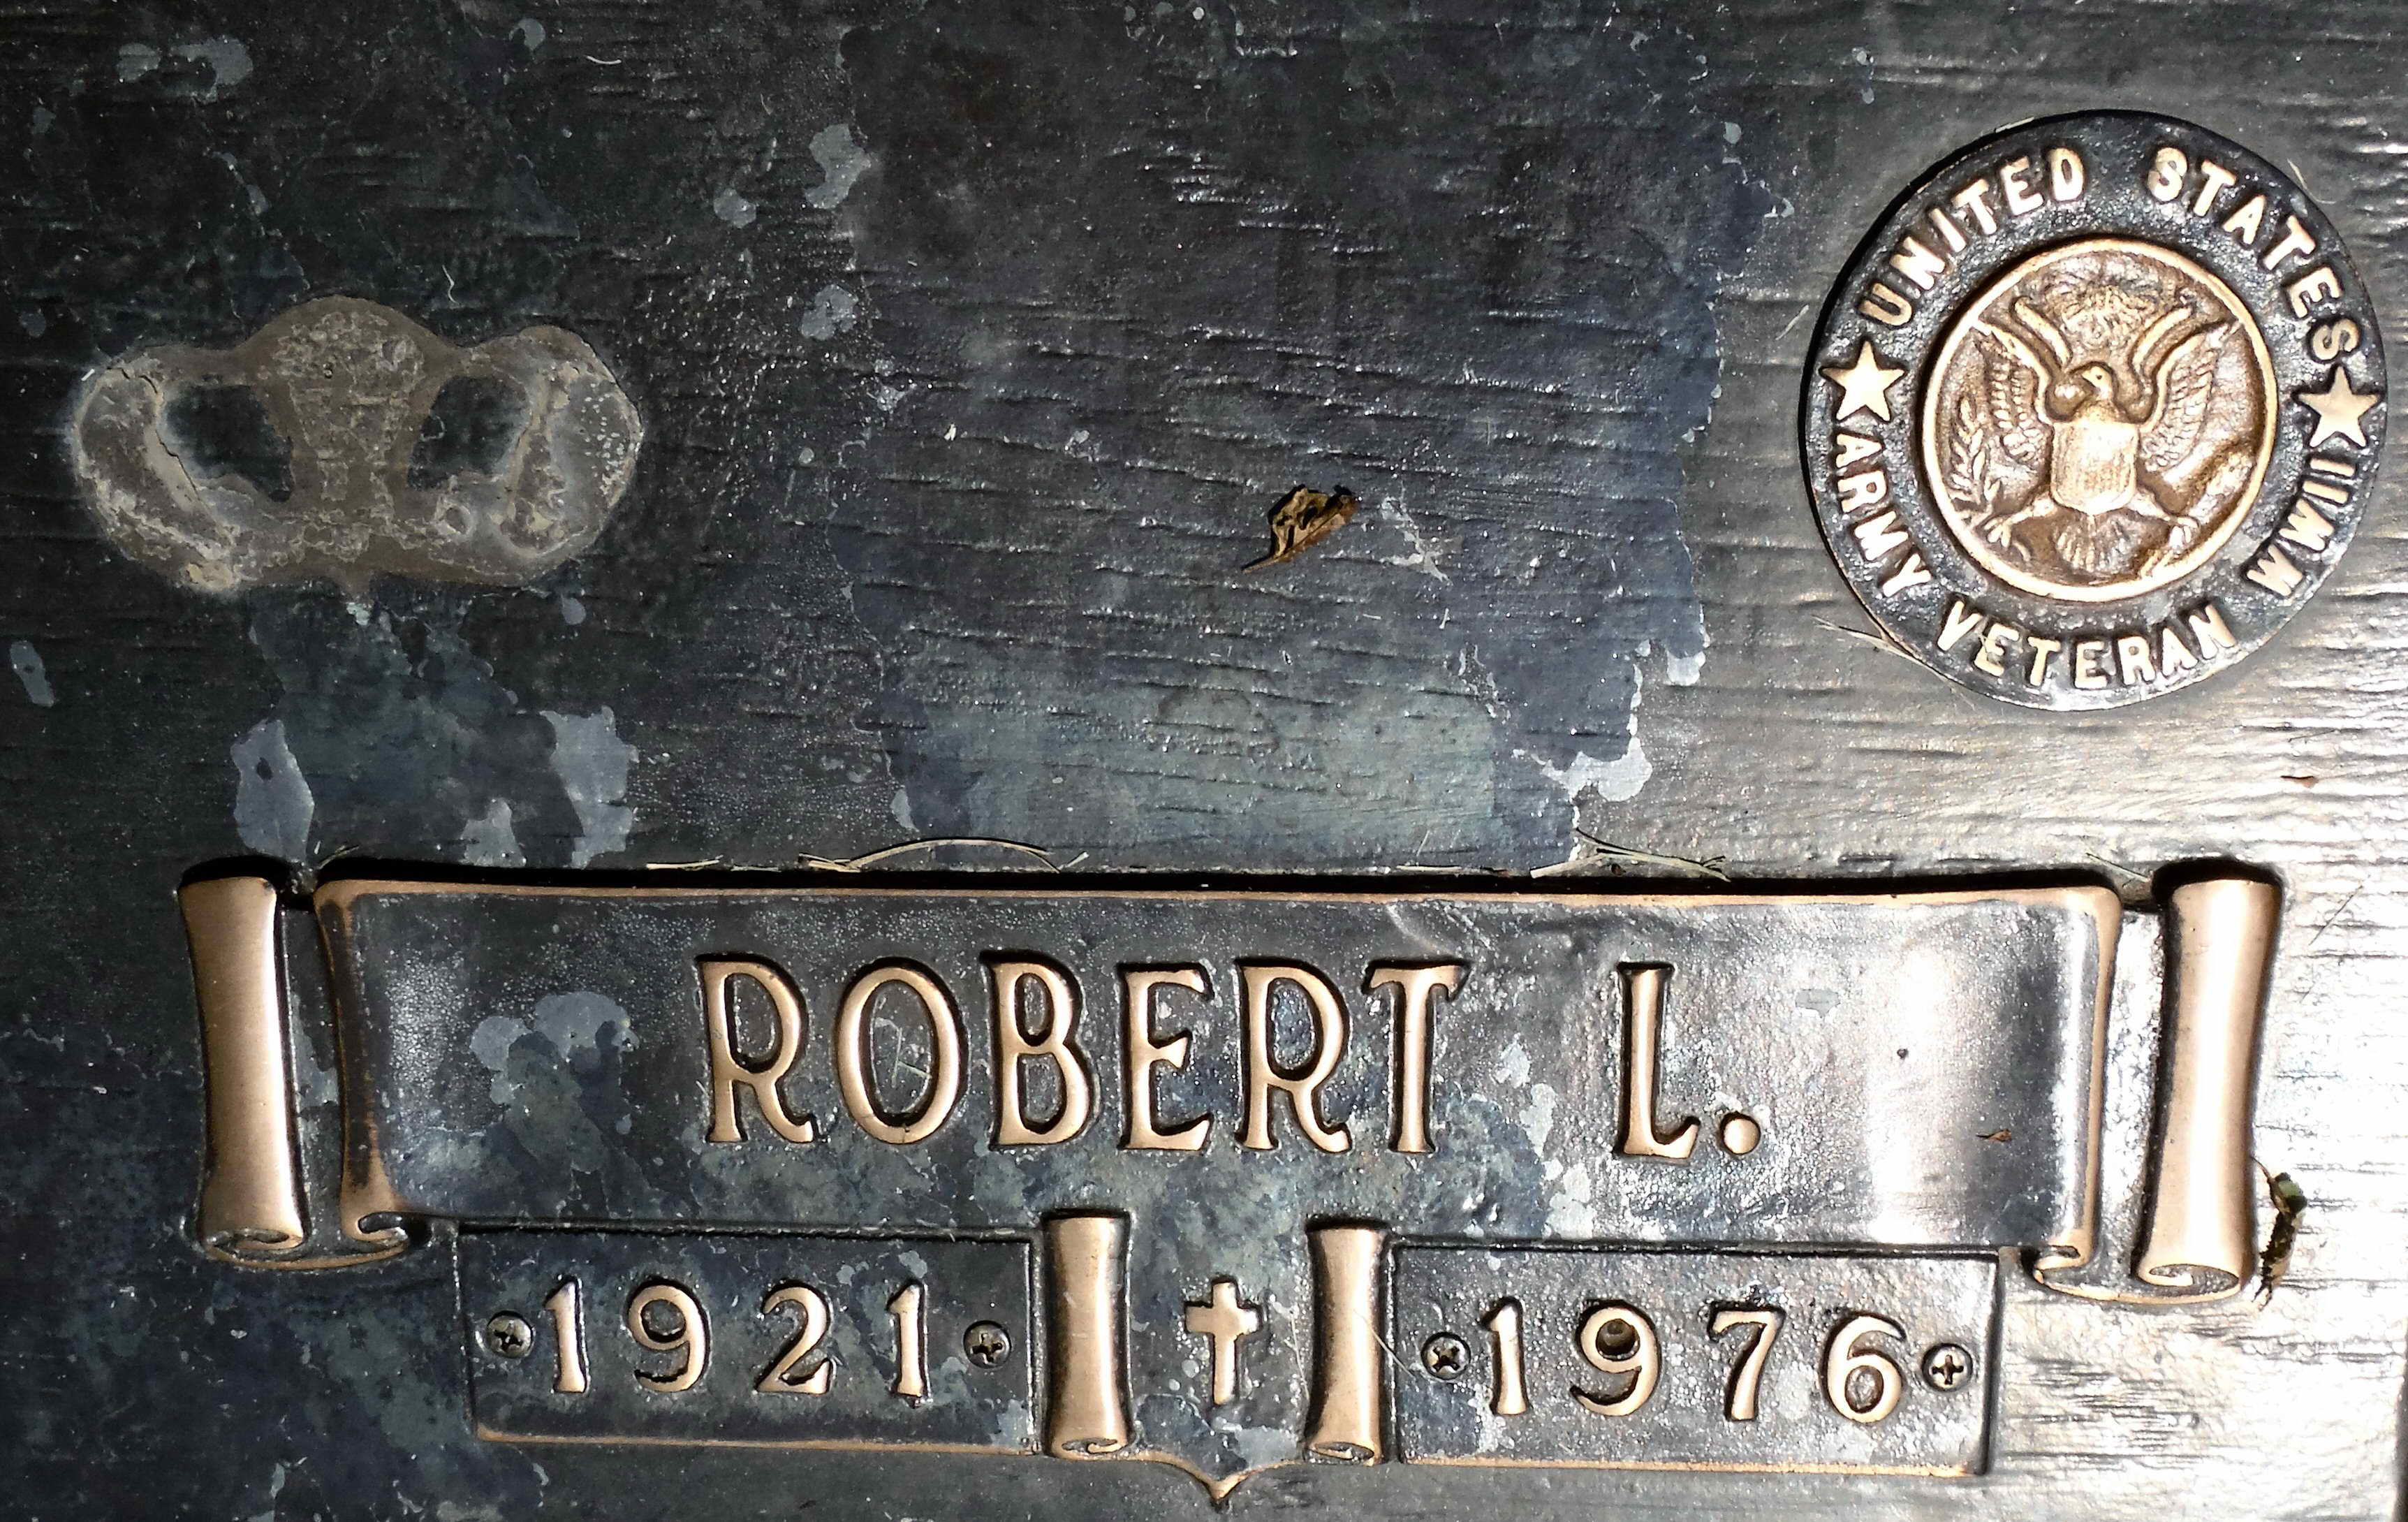 UNITED STATES
ARMY VETERAN WWII
ROBERT L.
1921 1976